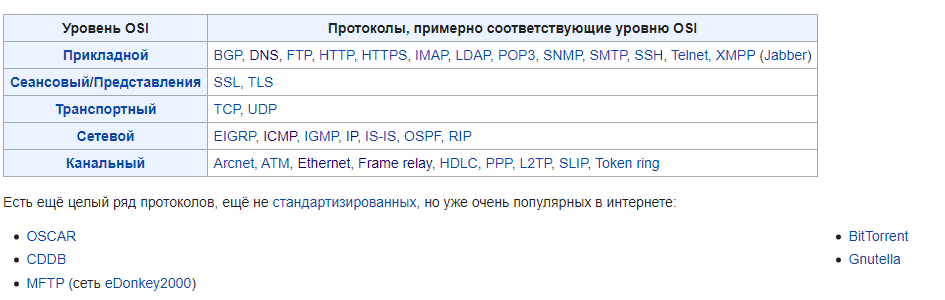 Уровень OSI Протоколы, примерно соответствующие уровню OSI
Прикладной BGP, DNS, FTP, HTTP, HTTPS, IMAP, LDAP, POP3, SNMP, SMTP, SSH, Telnet, XMPP (Jabber)
Сеансовый/Представления SSL, TLS
Транспортный TCP, UDP
Сетевой EIGRP, ICMP, IGMP, IP, IS-IS, OSPF, RIP
Канальный Arcnet, ATM, Ethernet, Frame relay, HDLC, PPP, L2TP, SLIP, Token ring
Есть ещё целый ряд протоколов, ещё не стандартизированных, но уже очень популярных в интернете:
• OSCAR
• CDDB
• MFTP (сеть eDonkey2000)
• BitTorrent
• Gnutella